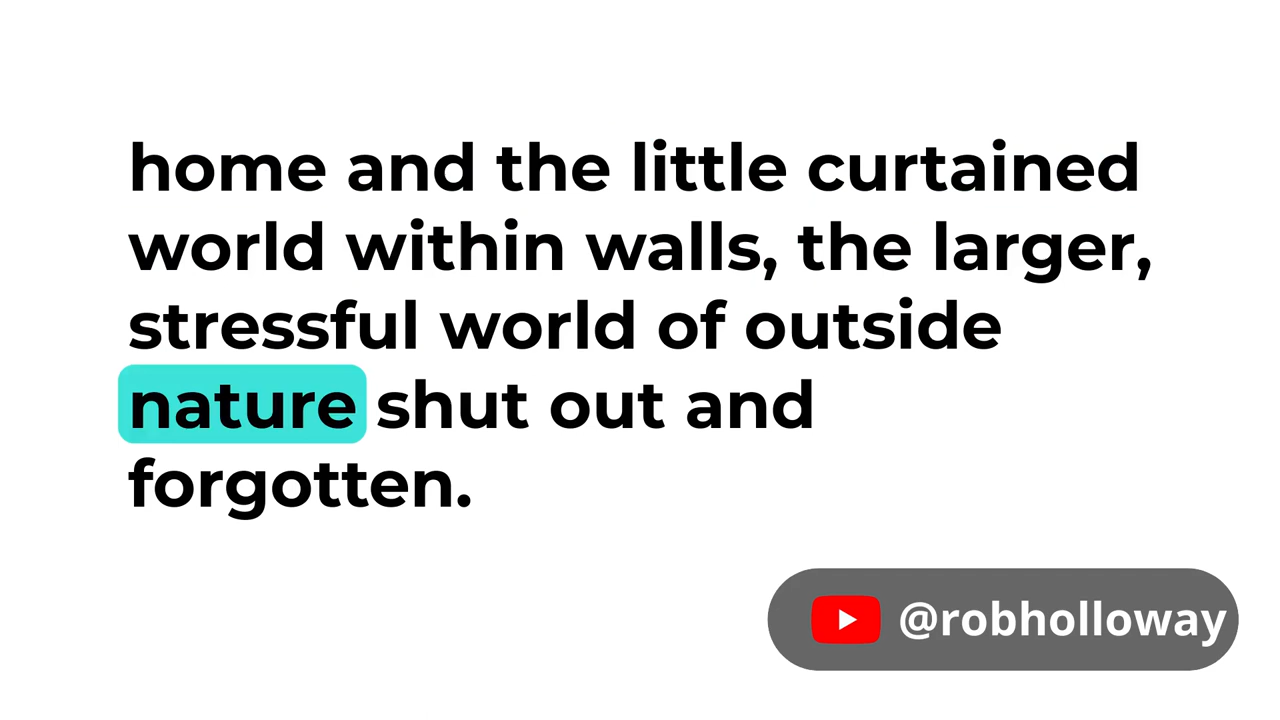 home and the little curtained
world within walls, the larger,
stressful world of outside
nature shut out and
forgotten.
@robholloway